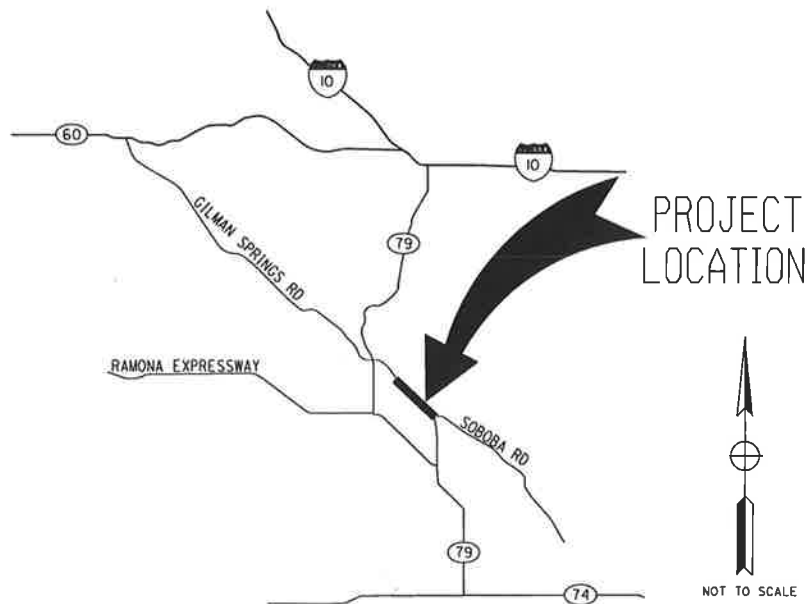 10
60
10
PROJECT
LOCATION
GILMAN SPRINGS RD
79
RAMONA EXPRESSWAY
SOBOBA RD
79
74
NOT TO SCALE